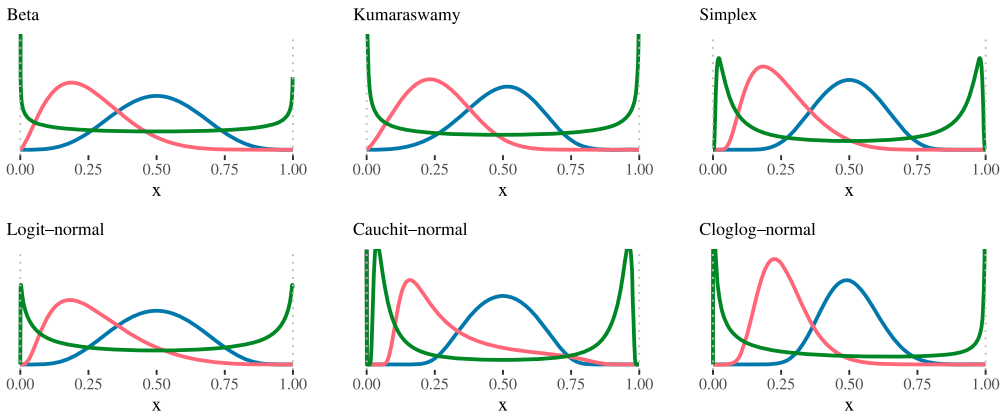 Beta Kumaraswamy Simplex
0.00 0.25 0.50 0.75 1.00 0.00 0.25 0.50 0.75 1.00 0.00 0.25 0.50 0.75 1.00
x x x
Logit–normal Cauchit–normal Cloglog–normal
0.00 0.25 0.50 0.75 1.00 0.00 0.25 0.50 0.75 1.00 0.00 0.25 0.50 0.75 1.00
x x x